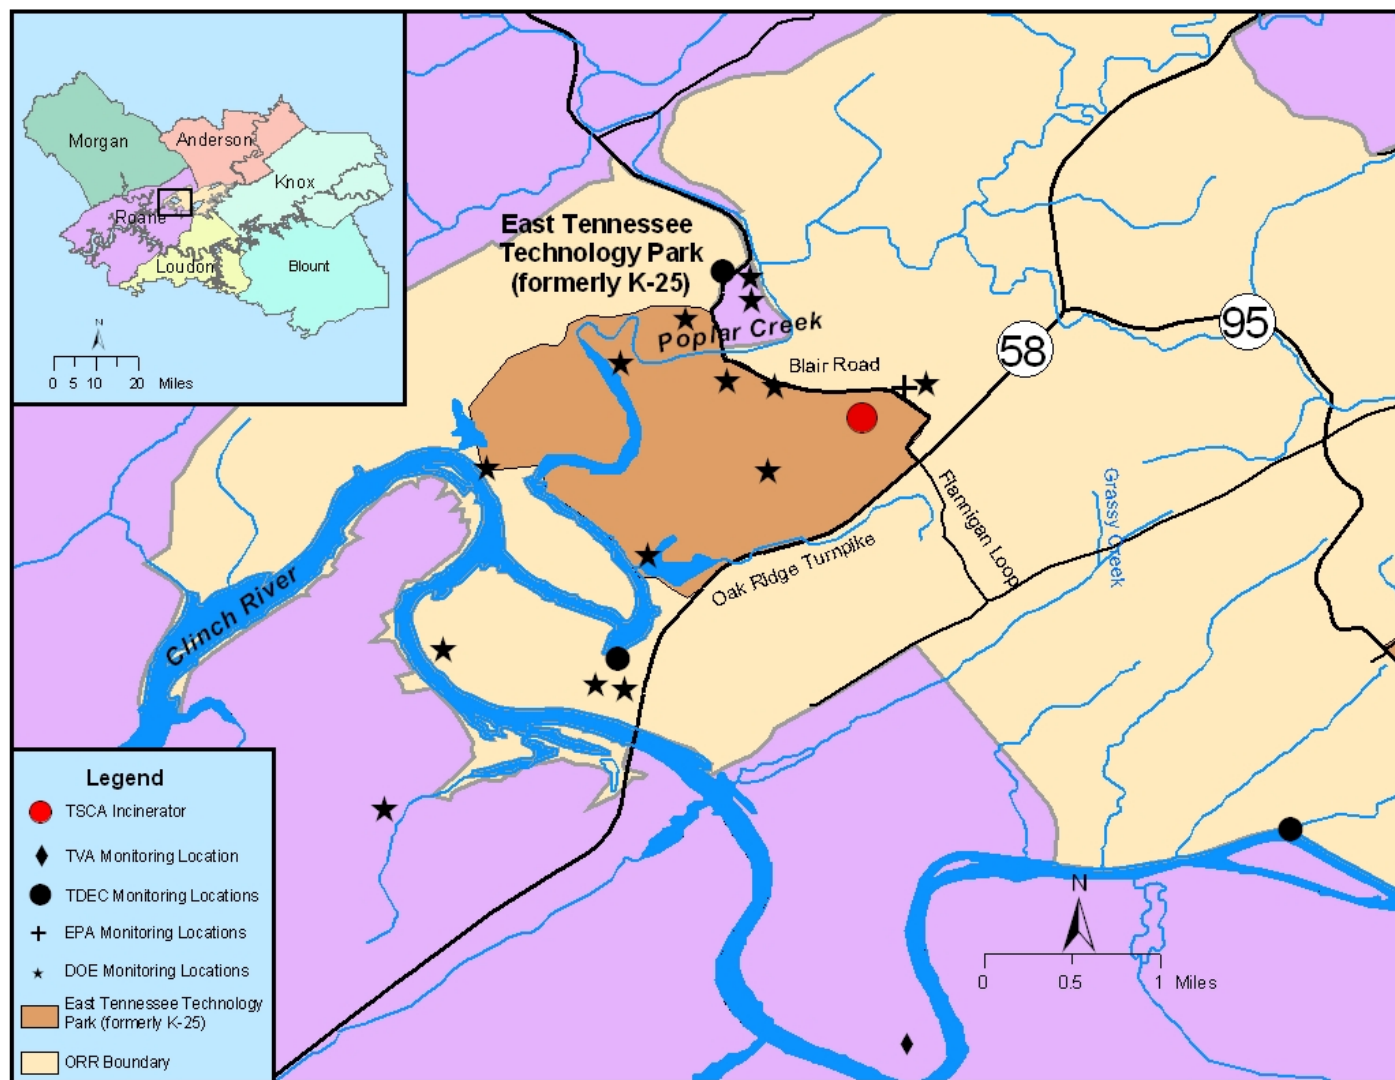 Morgan
Anderson
Knox
Roane
Loudon
Blount
N
0 5 10 20 Miles
East Tennessee
Technology Park
(formerly K-25)
Poplar Creek
Blair Road
58
95
Flannigan Loop
Grassy Creek
Oak Ridge Turnpike
Clinch River
Legend
TSCA Incinerator
TVA Monitoring Location
TDEC Monitoring Locations
EPA Monitoring Locations
DOE Monitoring Locations
East Tennessee Technology
Park (formerly K-25)
ORR Boundary
N
0 0.5 1 Miles